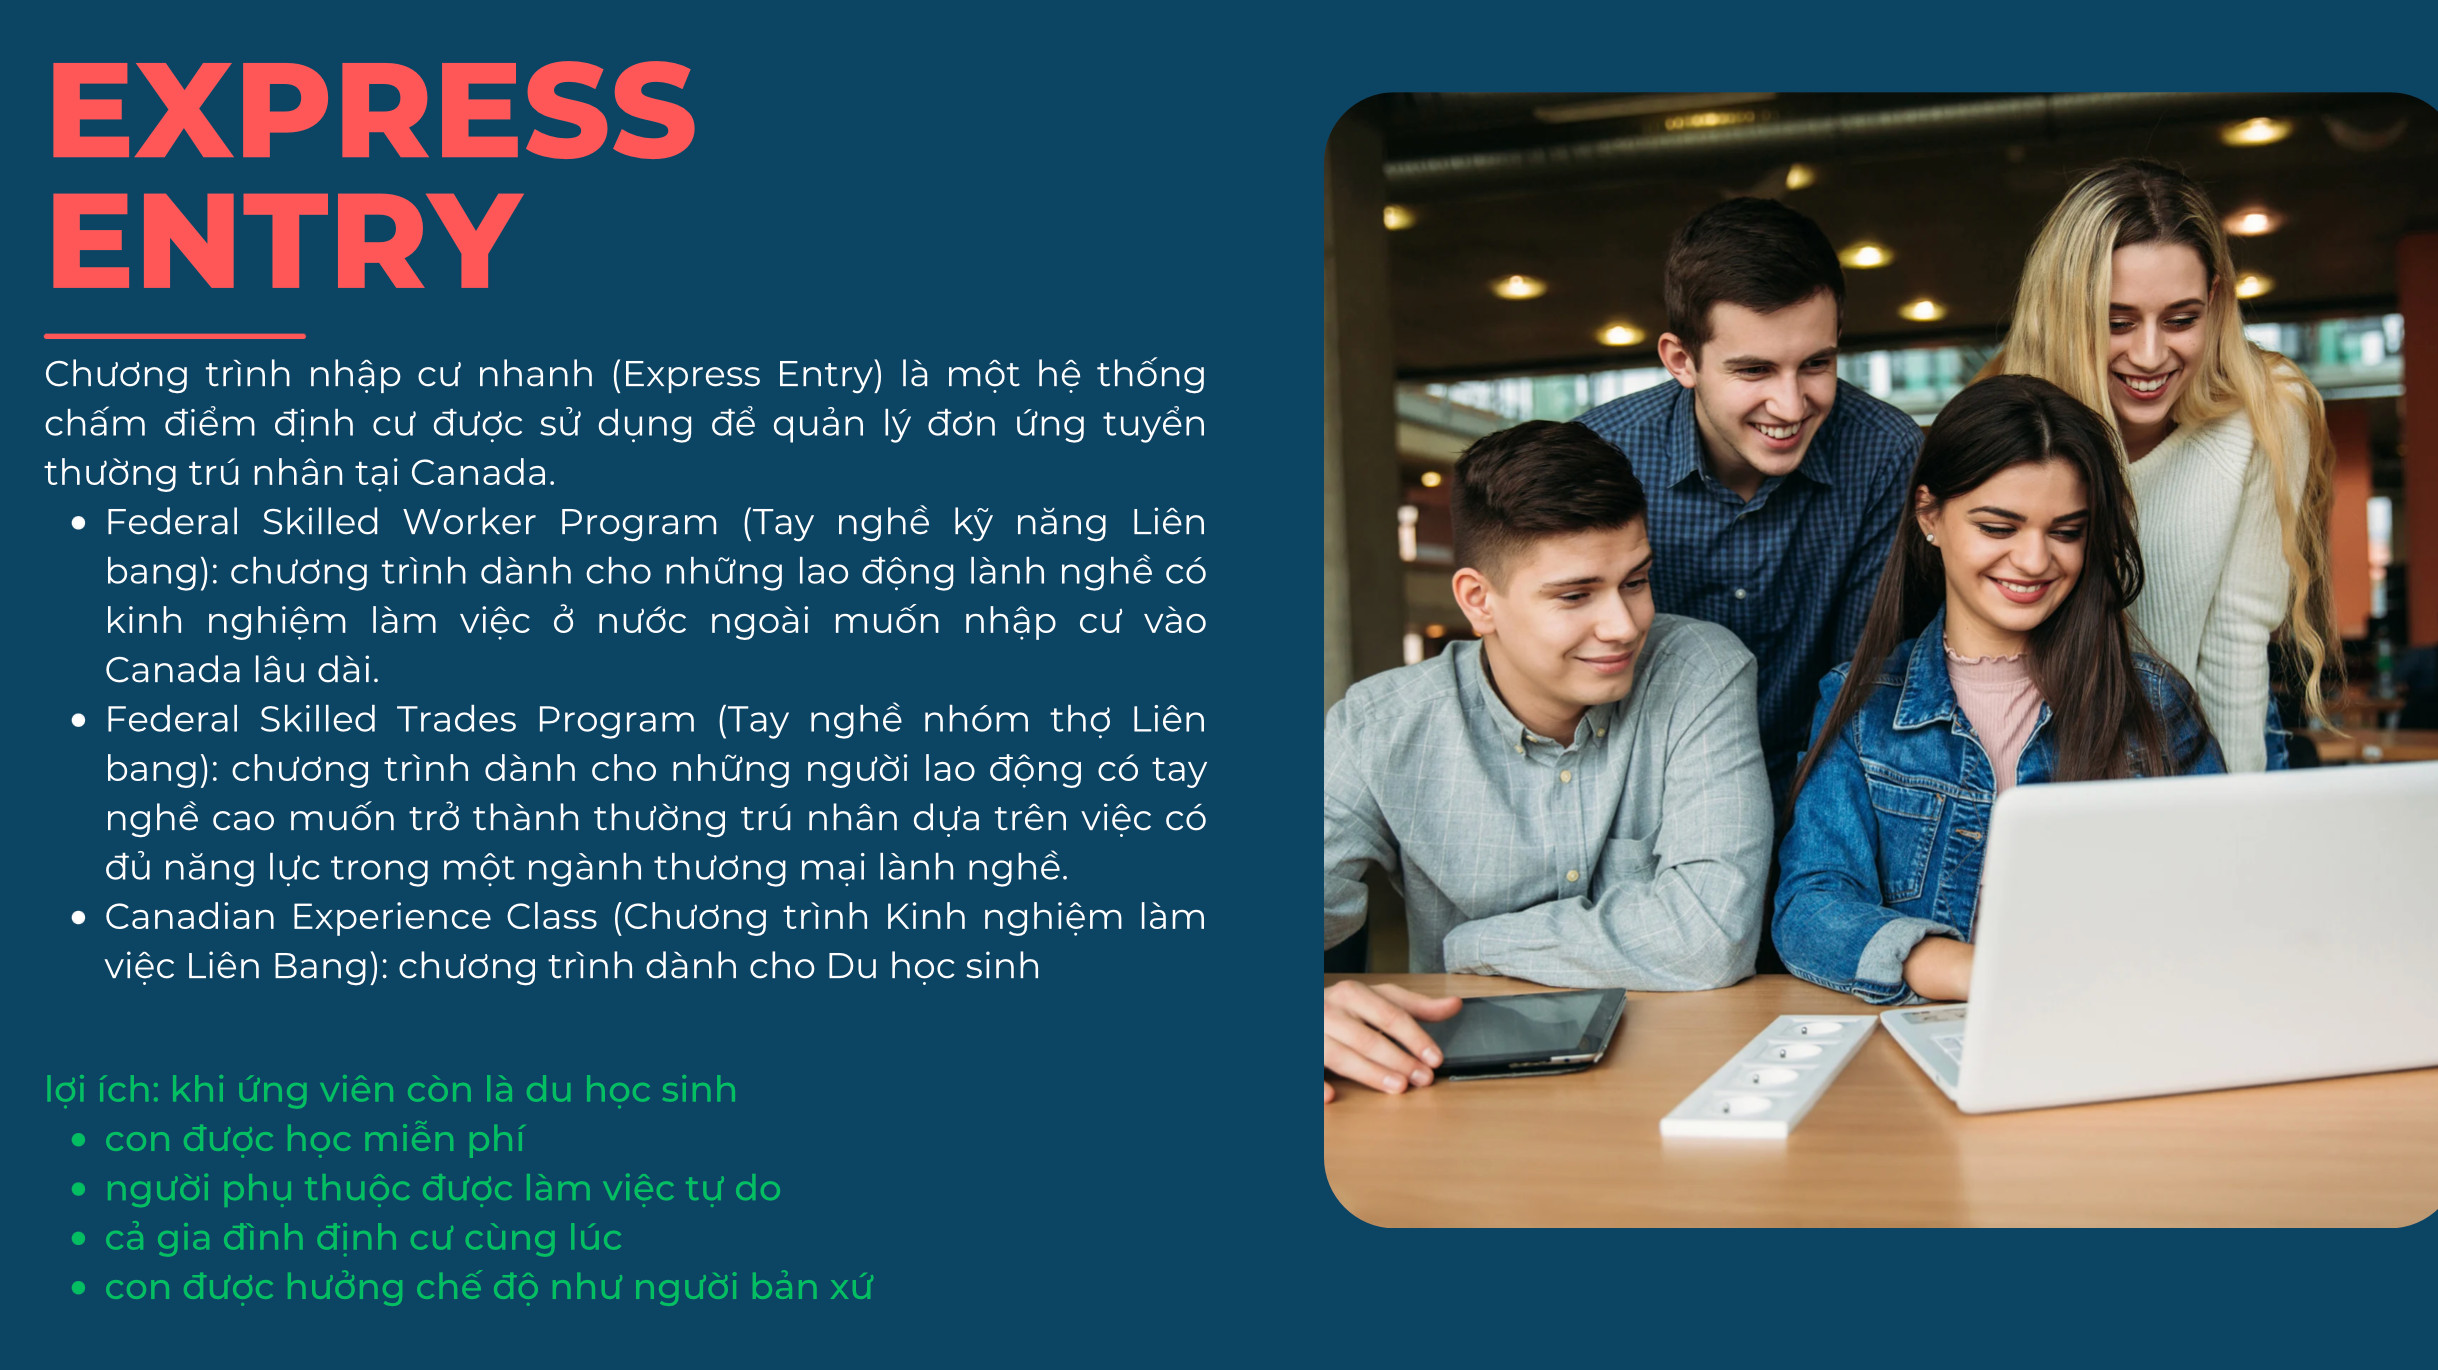 EXPRESS
ENTRY
Chương trình nhập cư nhanh (Express Entry) là một hệ thống
chấm điểm định cư được sử dụng để quản lý đơn ứng tuyển
thường trú nhân tại Canada.
• Federal Skilled Worker Program (Tay nghề kỹ năng Liên
bang): chương trình dành cho những lao động lành nghề có
kinh nghiệm làm việc ở nước ngoài muốn nhập cư vào
Canada lâu dài.
• Federal Skilled Trades Program (Tay nghề nhóm thợ Liên
bang): chương trình dành cho những người lao động có tay
nghề cao muốn trở thành thường trú nhân dựa trên việc có
đủ năng lực trong một ngành thương mại lành nghề.
• Canadian Experience Class (Chương trình Kinh nghiệm làm
việc Liên Bang): chương trình dành cho Du học sinh
lợi ích: khi ứng viên còn là du học sinh
• con được học miễn phí
• người phụ thuộc được làm việc tự do
• cả gia đình định cư cùng lúc
• con được hưởng chế độ như người bản xứ